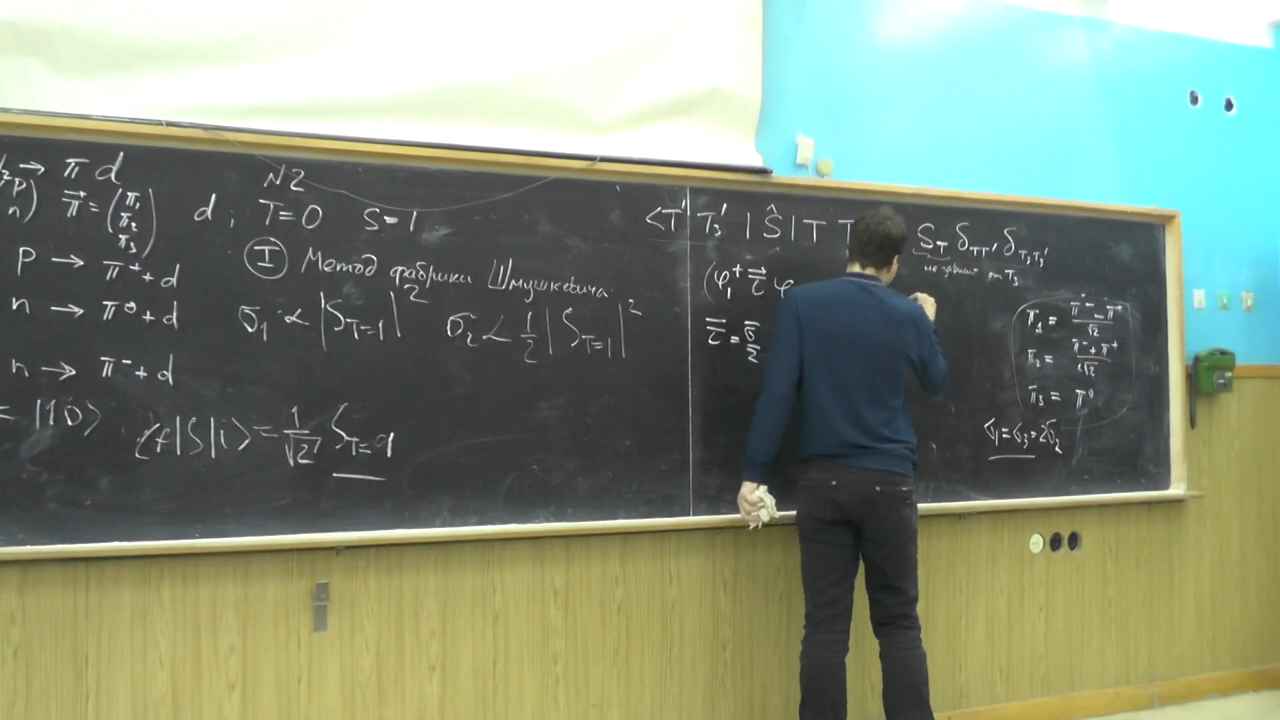 → π d
N2
n) π⃗ = (π₁ π₂ π₃)
d; T=0 S=1
I Метод фабрики Шмушкевича
p → π⁺ + d
n → π⁰ + d
σ₁ ∝ |S_{T=1}|² σ₂ ∝ ½ |S_{T=1}|²
n → π⁻ + d
= |10⟩ ⟨f|S|i⟩ = 1/√2 S_{T=1}
<T' T₃' | Ŝ | T T
S_T δ_{TT'} δ_{T₃T₃'}
не зависит от T₃
(φ₁⁺ τ⃗ φ
τ⃗ = σ⃗/2
π₁ = (π⁻ − π⁺)/√2
π₂ = (π⁻ + π⁺)/√2
π₃ = π⁰
σ₁ = σ₃ = 2σ₂